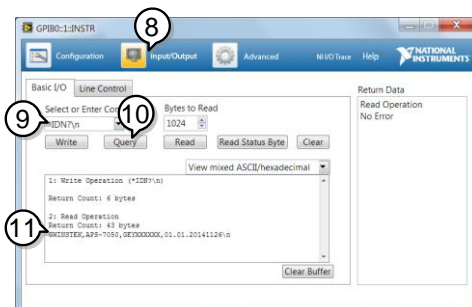 8
GPIB0::1::INSTR
Configuration Input/Output Advanced NI I/O Trace Help NATIONAL INSTRUMENTS
Basic I/O Line Control
Return Data
Select or Enter Co
10
Bytes to Read
Read Operation
No Error
9
*IDN?\n
1024
Write Query Read Read Status Byte Clear
View mixed ASCII/hexadecimal
1: Write Operation (*IDN?\n)
Return Count: 6 bytes
2: Read Operation
11
Return Count: 43 bytes
GWINSTEK,APS-7050,GEYXXXXXX,01.01.20141126\n
Clear Buffer